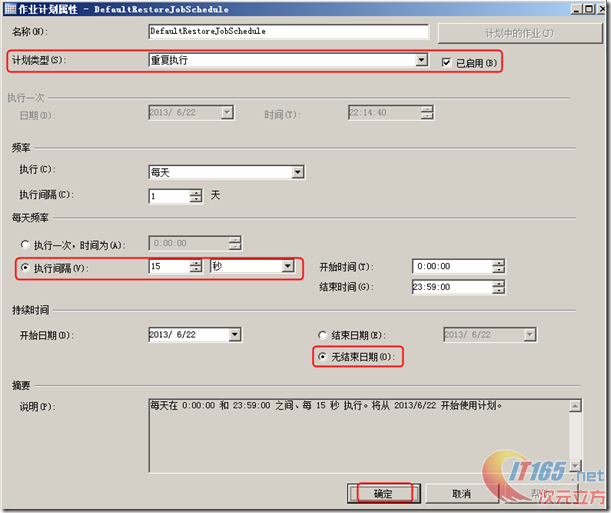 作业计划属性 - DefaultRestoreJobSchedule
名称(N): DefaultRestoreJobSchedule 计划中的作业(J)
计划类型(S): 重复执行 已启用(B)
执行一次
日期(D): 2013/ 6/22 时间(T): 22:14:40
频率
执行(C): 每天
执行间隔(C): 1 天
每天频率
执行一次，时间为(A): 0:00:00
执行间隔(V): 15 秒 开始时间(T): 0:00:00
结束时间(G): 23:59:00
持续时间
开始日期(D): 2013/ 6/22 结束日期(E): 2013/ 6/22
无结束日期(O):
摘要
说明(P): 每天在 0:00:00 和 23:59:00 之间、每 15 秒 执行。将从 2013/6/22 开始使用计划。
确定 取消
IT165.net
次元立方